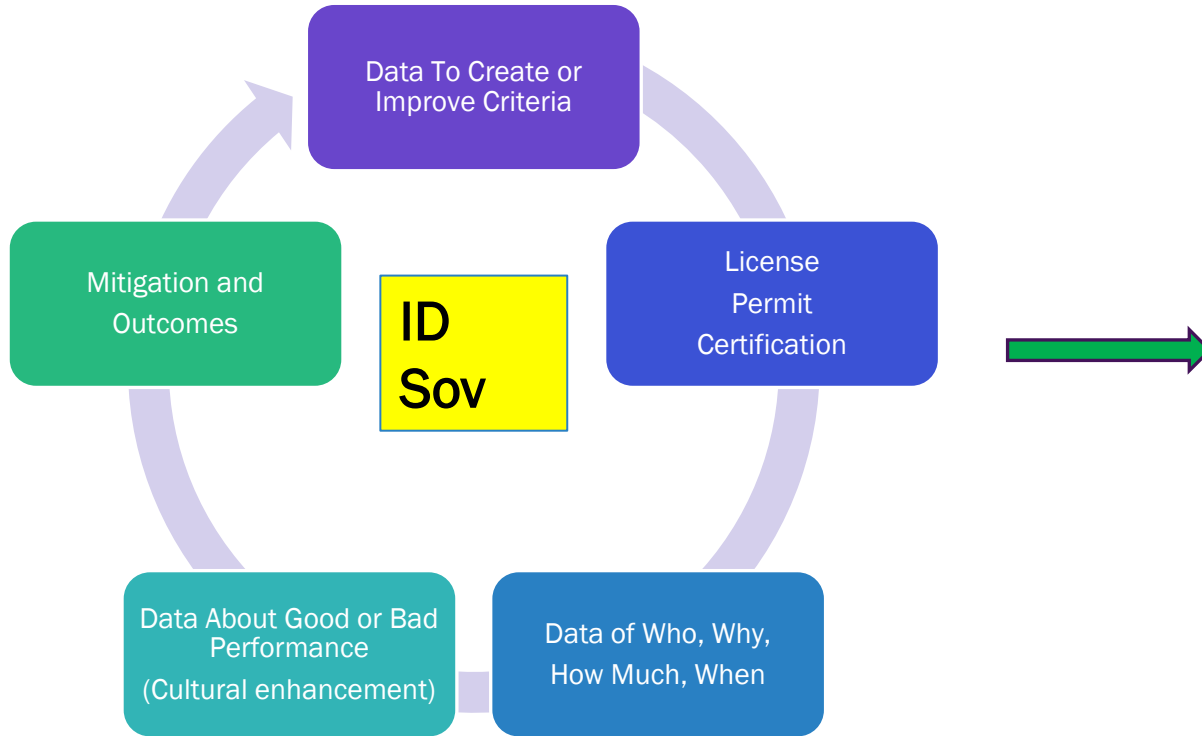 Data To Create or
Improve Criteria
License
Permit
Certification
Data of Who, Why,
How Much, When
Data About Good or Bad
Performance
(Cultural enhancement)
Mitigation and
Outcomes
ID
Sov